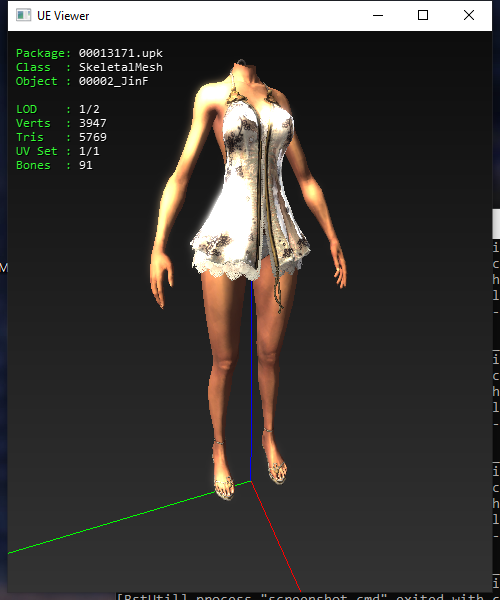 UE Viewer
Package: 00013171.upk
Class  : SkeletalMesh
Object : 00002_JinF
LOD    : 1/2
Verts  : 3947
Tris   : 5769
UV Set : 1/1
Bones  : 91
M
i
c
h
l
-
i
c
h
l
-
i
c
h
l
-
i
[RstUtil] process "screenshot.cmd" exited with c